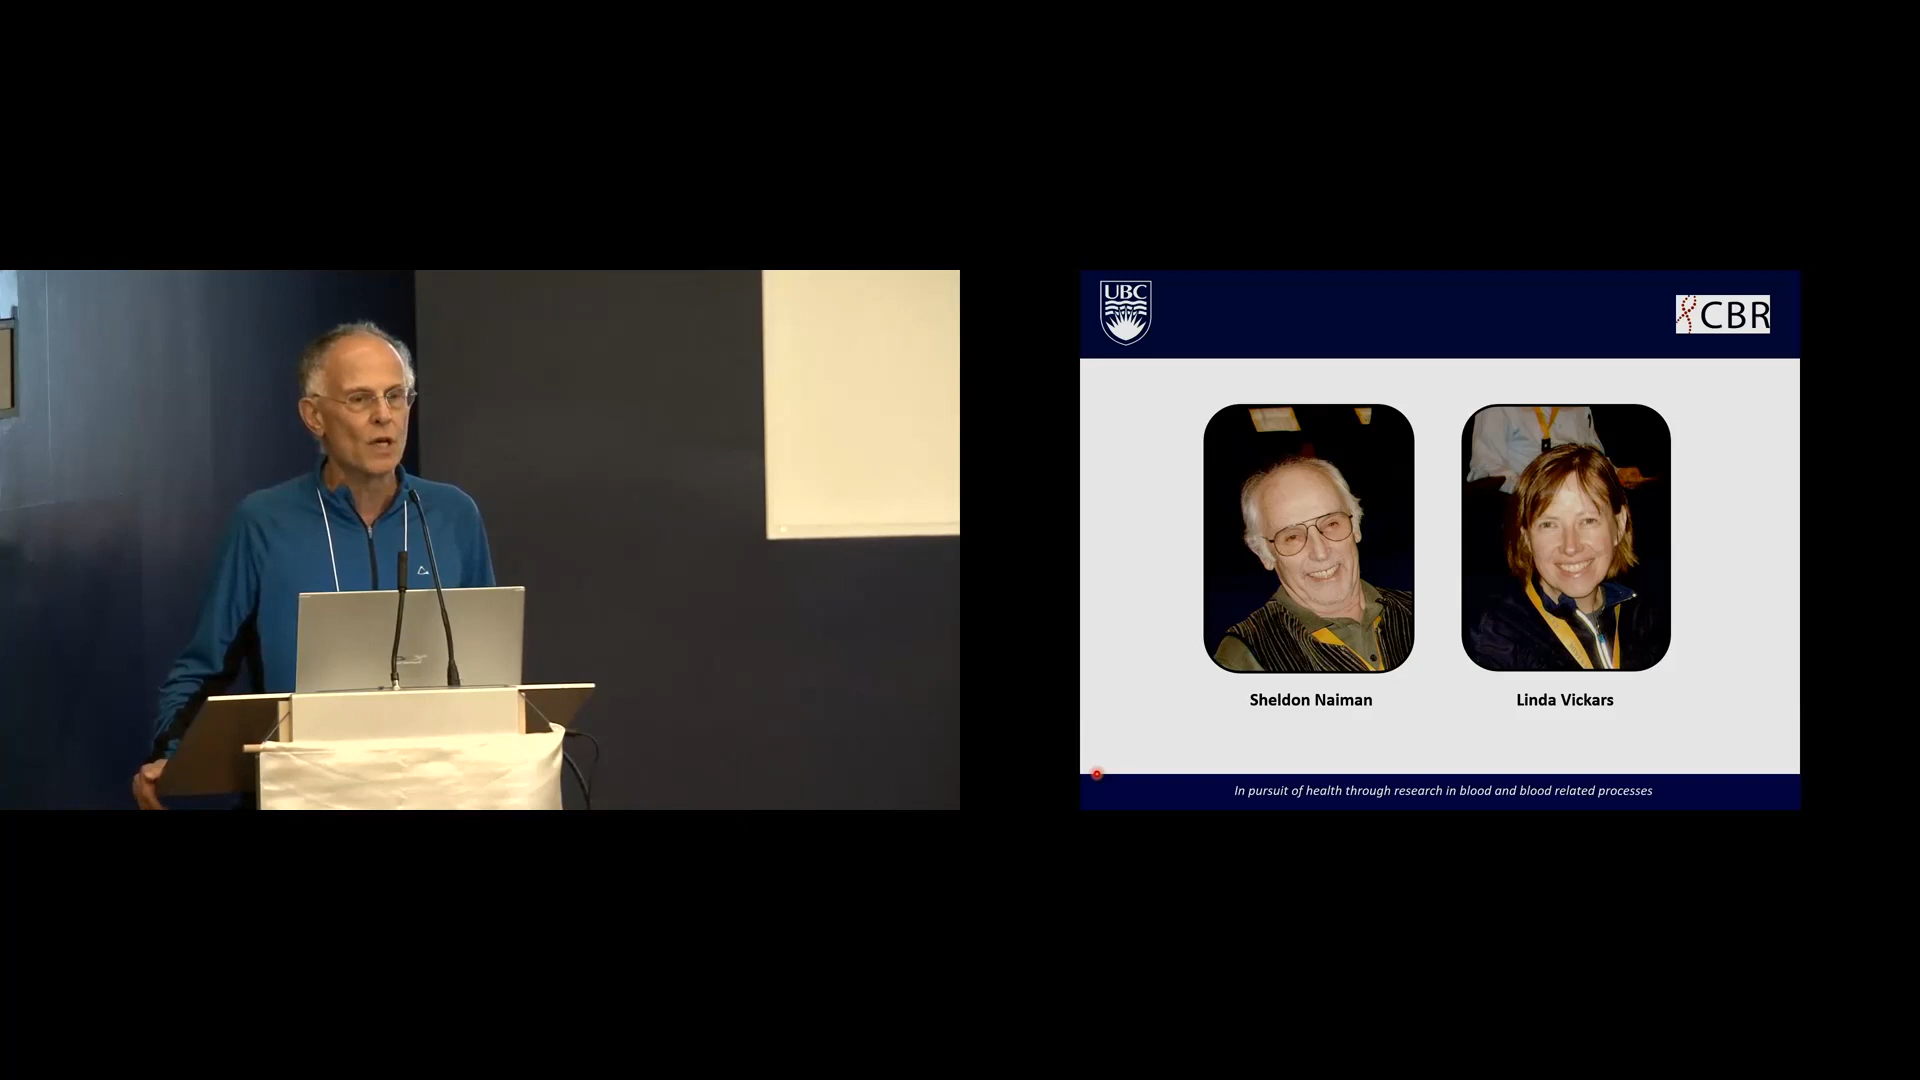 UBC
CBR
Sheldon Naiman
Linda Vickars
In pursuit of health through research in blood and blood related processes